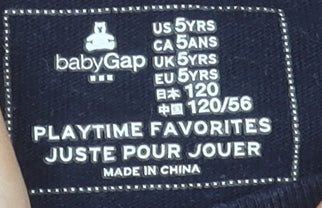 babyGap
US 5YRS
CA 5ANS
UK 5YRS
EU 5YRS
日本 120
中国 120/56
PLAYTIME FAVORITES
JUSTE POUR JOUER
MADE IN CHINA